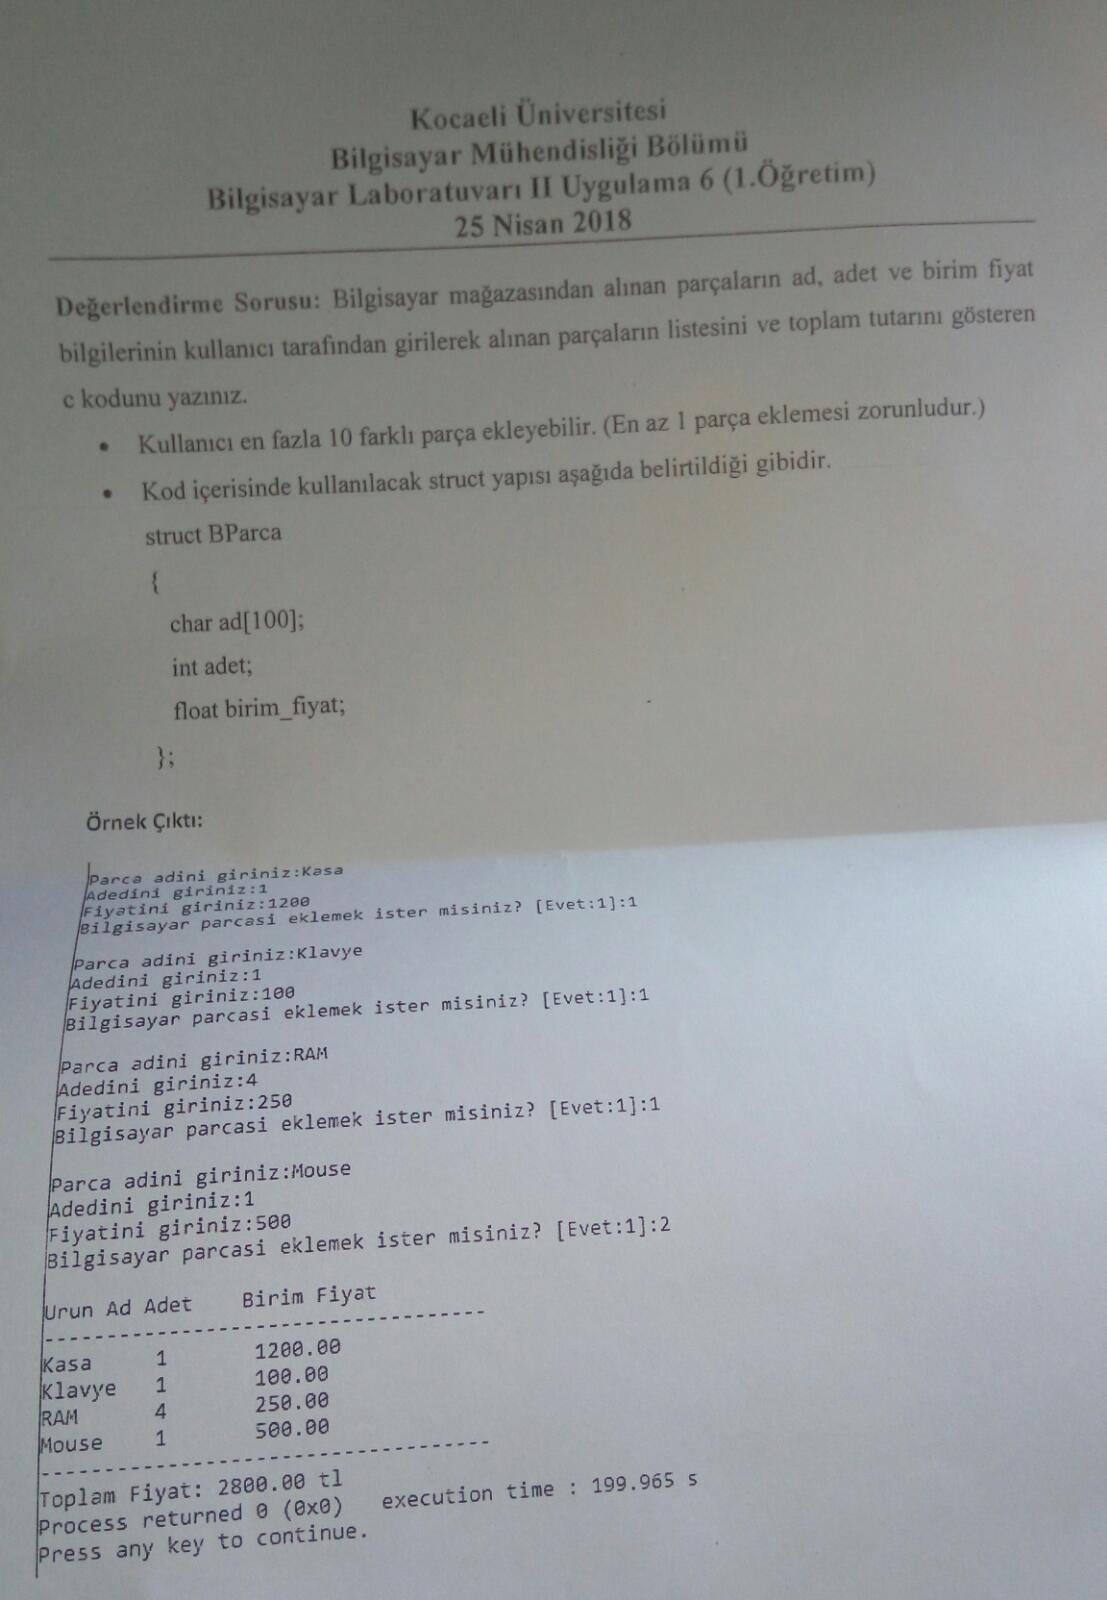 Kocaeli Üniversitesi
Bilgisayar Mühendisliği Bölümü
Bilgisayar Laboratuvarı II Uygulama 6 (1.Öğretim)
25 Nisan 2018
Değerlendirme Sorusu: Bilgisayar mağazasından alınan parçaların ad, adet ve birim fiyat
bilgilerinin kullanıcı tarafından girilerek alınan parçaların listesini ve toplam tutarını gösteren
c kodunu yazınız.
• Kullanıcı en fazla 10 farklı parça ekleyebilir. (En az 1 parça eklemesi zorunludur.)
• Kod içerisinde kullanılacak struct yapısı aşağıda belirtildiği gibidir.
struct BParca
{
char ad[100];
int adet;
float birim_fiyat;
};
Örnek Çıktı:
Parca adini giriniz:Kasa
Adedini giriniz:1
Fiyatini giriniz:1200
Bilgisayar parcasi eklemek ister misiniz? [Evet:1]:1
Parca adini giriniz:Klavye
Adedini giriniz:1
Fiyatini giriniz:100
Bilgisayar parcasi eklemek ister misiniz? [Evet:1]:1
Parca adini giriniz:RAM
Adedini giriniz:4
Fiyatini giriniz:250
Bilgisayar parcasi eklemek ister misiniz? [Evet:1]:1
Parca adini giriniz:Mouse
Adedini giriniz:1
Fiyatini giriniz:500
Bilgisayar parcasi eklemek ister misiniz? [Evet:1]:2
Urun Ad Adet Birim Fiyat
-----------------------------------
Kasa 1 1200.00
Klavye 1 100.00
RAM 4 250.00
Mouse 1 500.00
-----------------------------------
Toplam Fiyat: 2800.00 tl
Process returned 0 (0x0) execution time : 199.965 s
Press any key to continue.